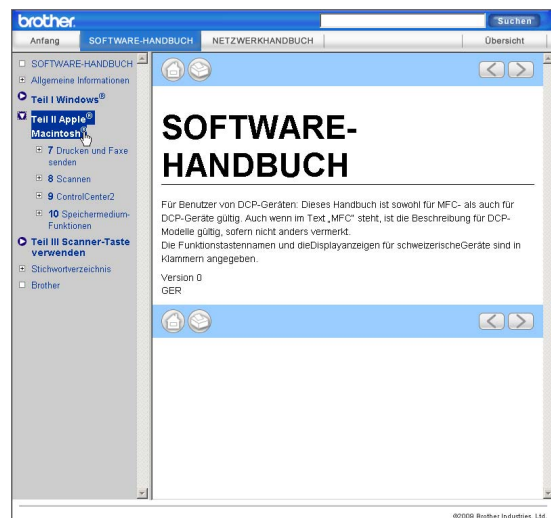 brother.
Suchen
Anfang
SOFTWARE-HANDBUCH
NETZWERKHANDBUCH
Übersicht
SOFTWARE-HANDBUCH
Allgemeine Informationen
Teil I Windows®
Teil II Apple®
Macintosh®
7 Drucken und Faxe
senden
8 Scannen
9 ControlCenter2
10 Speichermedium-
Funktionen
Teil III Scanner-Taste
verwenden
Stichwortverzeichnis
Brother
SOFTWARE-
HANDBUCH
Für Benutzer von DCP-Geräten: Dieses Handbuch ist sowohl für MFC- als auch für
DCP-Geräte gültig. Auch wenn im Text „MFC" steht, ist die Beschreibung für DCP-
Modelle gültig, sofern nicht anders vermerkt.
Die Funktionstastennamen und dieDisplayanzeigen für schweizerischeGeräte sind in
Klammern angegeben.
Version 0
GER
©2008 Brother Industries, Ltd.